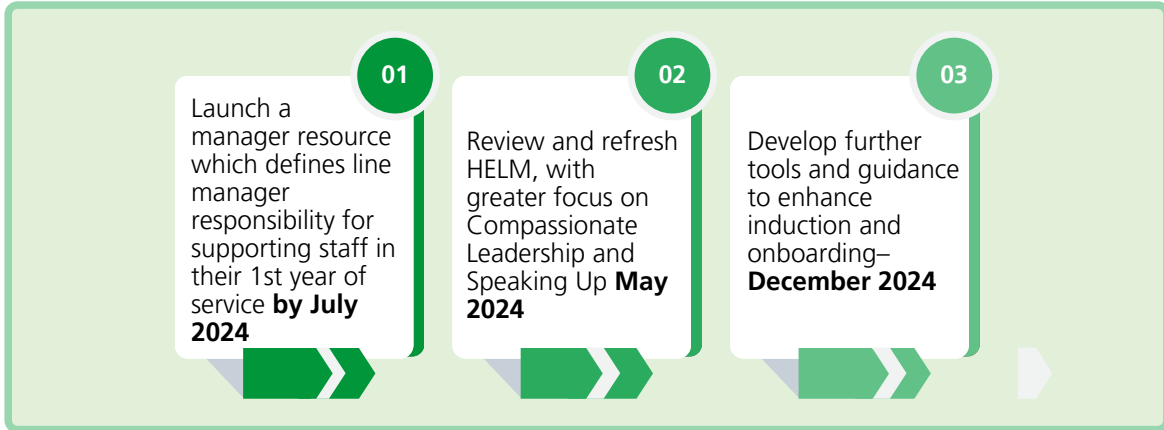 01
Launch a
manager resource
which defines line
manager
responsibility for
supporting staff in
their 1st year of
service by July
2024
02
Review and refresh
HELM, with
greater focus on
Compassionate
Leadership and
Speaking Up May
2024
03
Develop further
tools and guidance
to enhance
induction and
onboarding–
December 2024